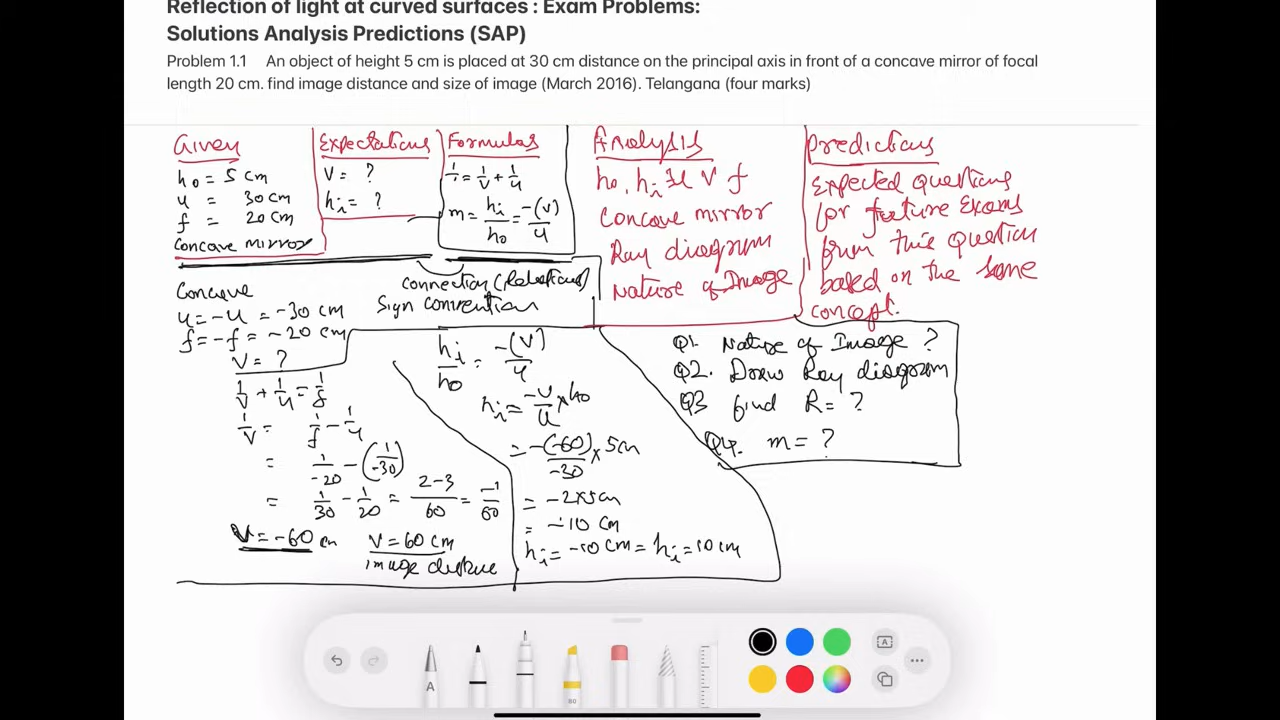 Reflection of light at curved surfaces : Exam Problems:
Solutions Analysis Predictions (SAP)
Problem 1.1 An object of height 5 cm is placed at 30 cm distance on the principal axis in front of a concave mirror of focal
length 20 cm. find image distance and size of image (March 2016). Telangana (four marks)
Given
h₀ = 5 cm
u = 30 cm
f = 20 cm
Concave mirror
Expectations
V = ?
hᵢ = ?
Formulas
1/f = 1/v + 1/u
m = hᵢ/h₀ = -(v)/u
Analysis
h₀, hᵢ u v f
Concave mirror
Ray diagram
Nature of Image
Predictions
Expected questions
for feature Exams
from this question
based on the same
concept.
Connection (Relations)
Sign convention
Concave
u = -u = -30 cm
f = -f = -20 cm
V = ?
1/v + 1/u = 1/f
1/v = 1/f - 1/u
= 1/-20 - (1/-30)
= 1/30 - 1/20 = 2-3/60 = -1/60
V = -60 cm V = 60 cm
image distance
hᵢ/h₀ = -(v)/u
hᵢ = -v/u × h₀
= -(-60)/-30 × 5cm
= -2×5cm
= -10 cm
hᵢ = -10 cm = hᵢ = 10 cm
Q1. Nature of Image ?
Q2. Draw Ray diagram
Q3 find R = ?
Q4. m = ?
A
80
A